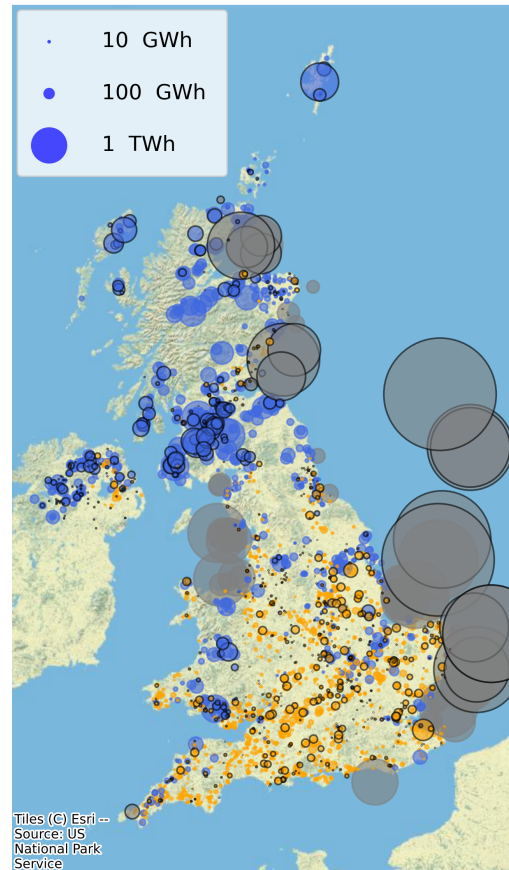 10 GWh
100 GWh
1 TWh
Tiles (C) Esri --
Source: US
National Park
Service